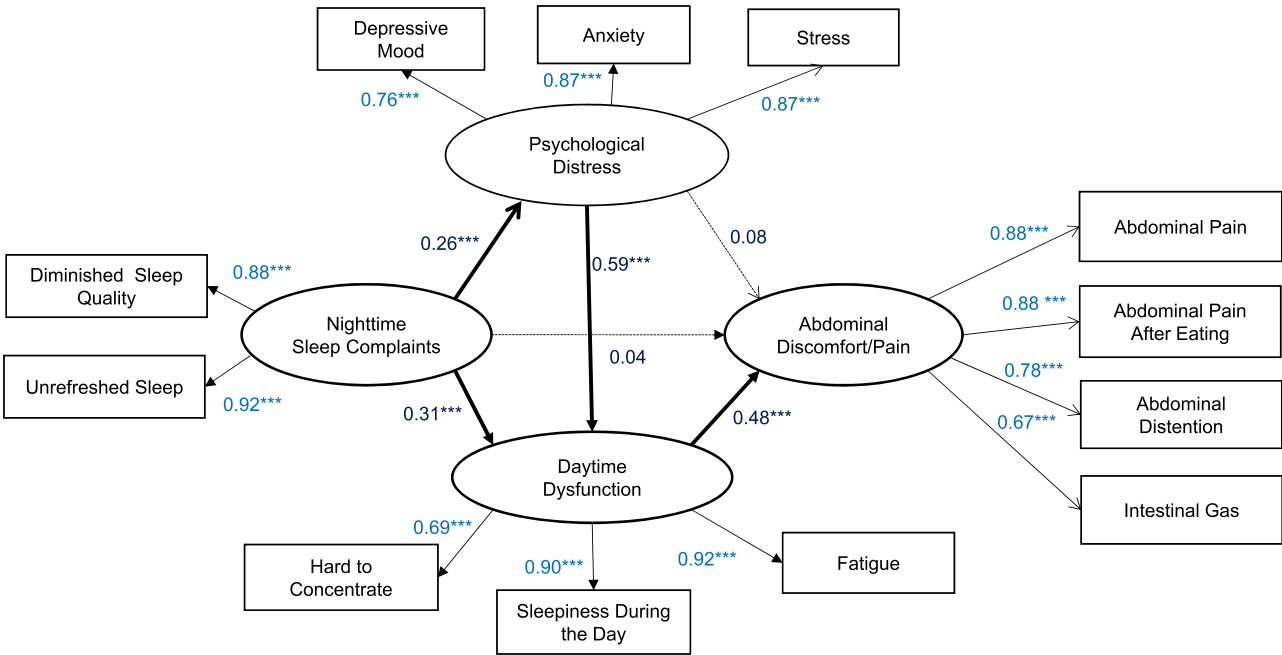 Depressive
Mood
Anxiety
Stress
0.76***
0.87***
0.87***
Psychological
Distress
0.26***
0.59***
0.08
Diminished Sleep
Quality
0.88***
Unrefreshed Sleep
0.92***
Nighttime
Sleep Complaints
0.04
0.31***
0.48***
Abdominal
Discomfort/Pain
0.88***
Abdominal Pain
0.88 ***
Abdominal Pain
After Eating
0.78***
Abdominal
Distention
0.67***
Intestinal Gas
Daytime
Dysfunction
0.69***
Hard to
Concentrate
0.90***
Sleepiness During
the Day
0.92***
Fatigue